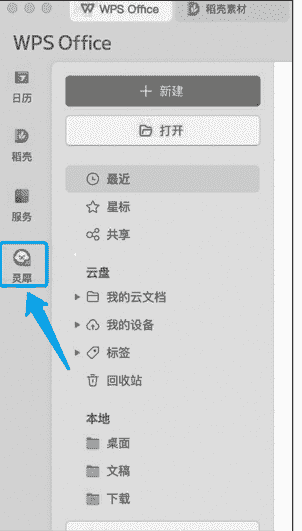 WPS Office
稻壳素材
WPS Office
日历
稻壳
服务
灵犀
新建
打开
最近
星标
共享
云盘
我的云文档
我的设备
标签
回收站
本地
桌面
文稿
下载